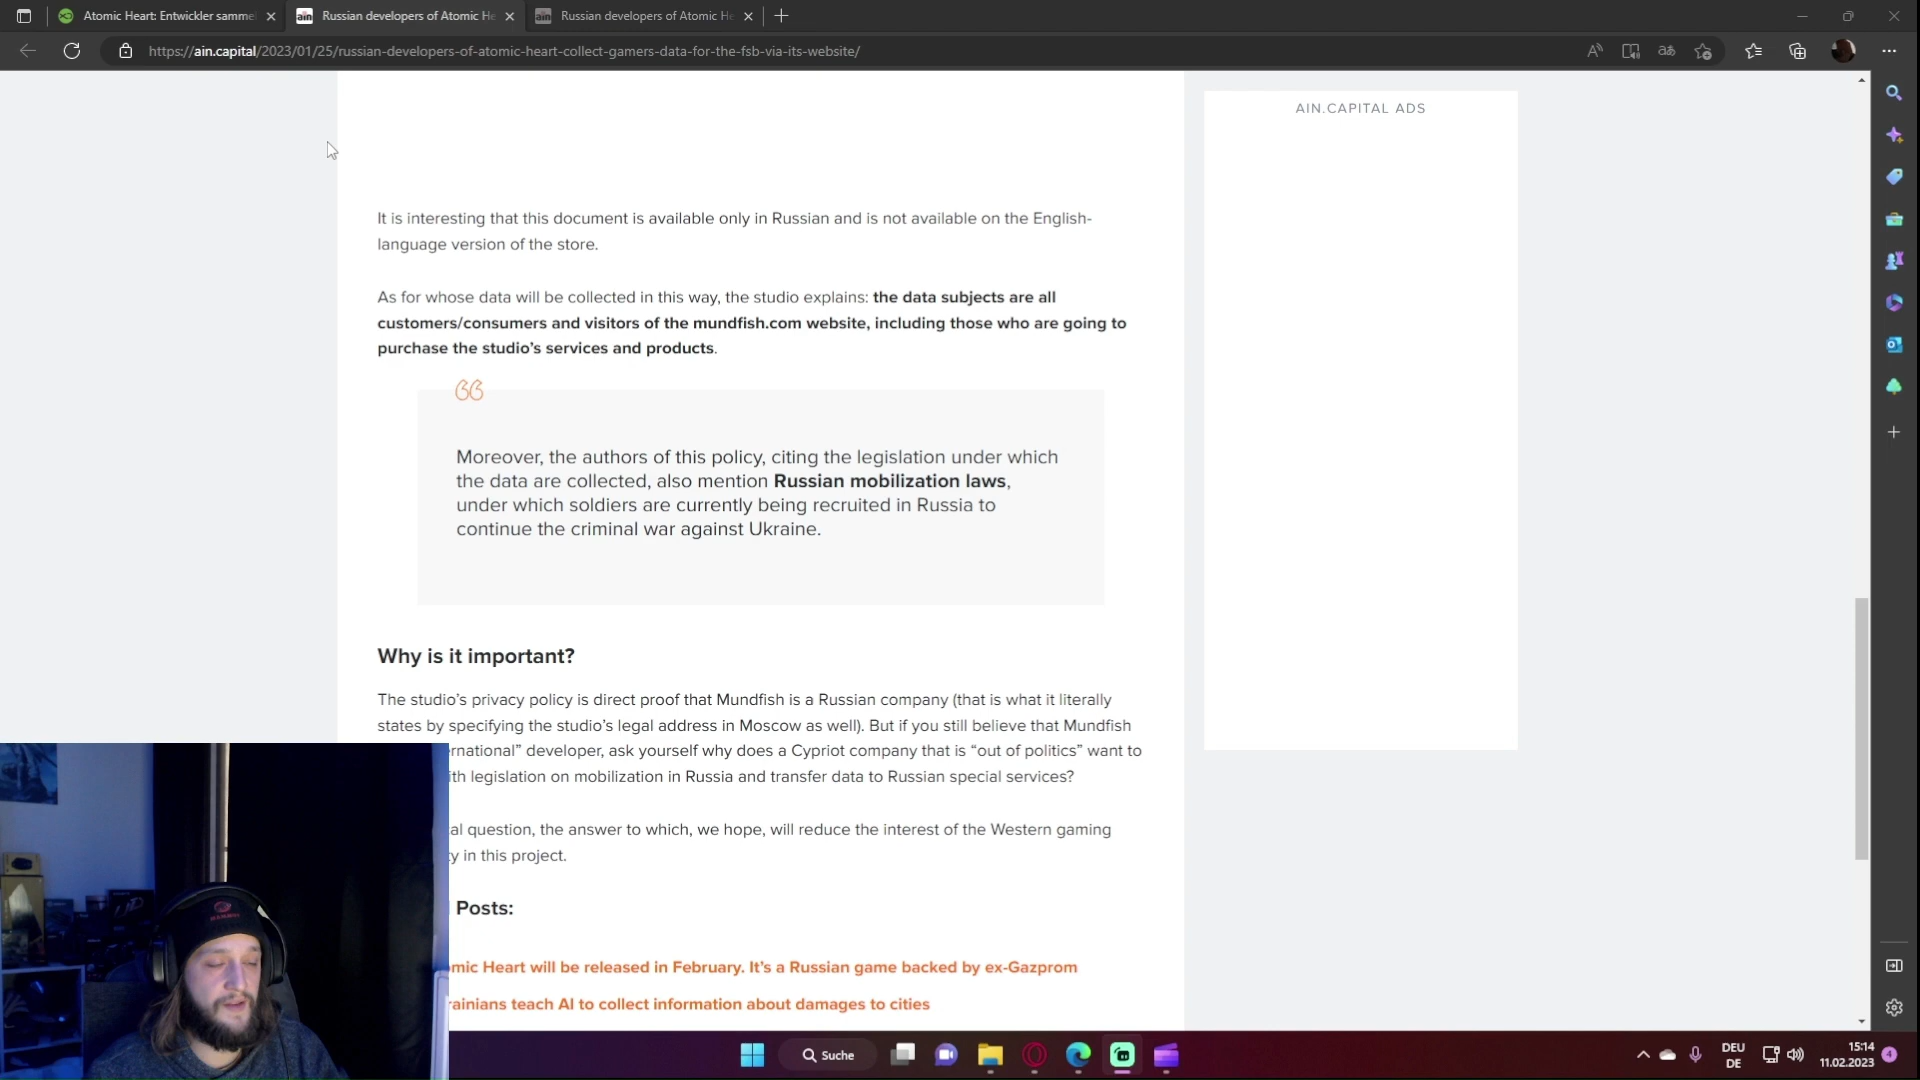 Atomic Heart: Entwickler samme
Russian developers of Atomic He
Russian developers of Atomic He
https://ain.capital/2023/01/25/russian-developers-of-atomic-heart-collect-gamers-data-for-the-fsb-via-its-website/
AIN.CAPITAL ADS
It is interesting that this document is available only in Russian and is not available on the English-
language version of the store.
As for whose data will be collected in this way, the studio explains: the data subjects are all
customers/consumers and visitors of the mundfish.com website, including those who are going to
purchase the studio's services and products.
Moreover, the authors of this policy, citing the legislation under which
the data are collected, also mention Russian mobilization laws,
under which soldiers are currently being recruited in Russia to
continue the criminal war against Ukraine.
Why is it important?
The studio's privacy policy is direct proof that Mundfish is a Russian company (that is what it literally
states by specifying the studio's legal address in Moscow as well). But if you still believe that Mundfish
rnational” developer, ask yourself why does a Cypriot company that is “out of politics” want to
ith legislation on mobilization in Russia and transfer data to Russian special services?
al question, the answer to which, we hope, will reduce the interest of the Western gaming
y in this project.
Posts:
mic Heart will be released in February. It's a Russian game backed by ex-Gazprom
rainians teach AI to collect information about damages to cities
Suche
DEU
DE
15:14
11.02.2023
4